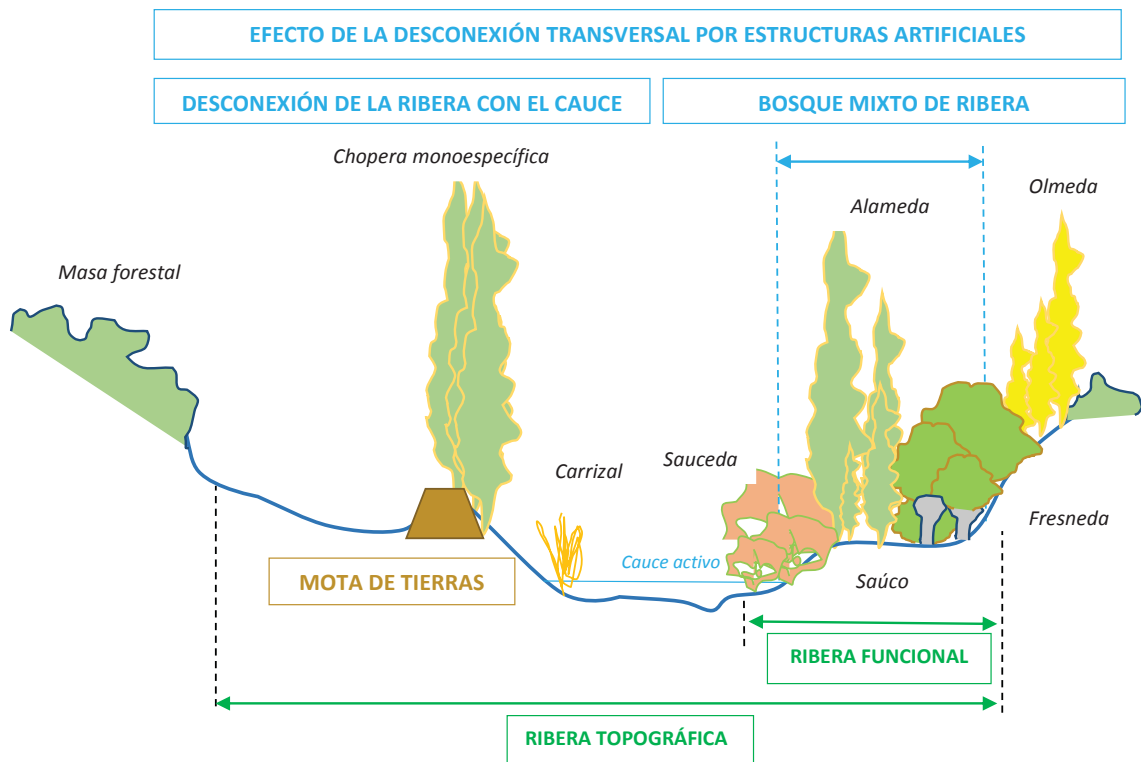 EFECTO DE LA DESCONEXIÓN TRANSVERSAL POR ESTRUCTURAS ARTIFICIALES
DESCONEXIÓN DE LA RIBERA CON EL CAUCE
BOSQUE MIXTO DE RIBERA
Chopera monoespecífica
Olmeda
Alameda
Masa forestal
Carrizal
Sauceda
Fresneda
Cauce activo
MOTA DE TIERRAS
Saúco
RIBERA FUNCIONAL
RIBERA TOPOGRÁFICA